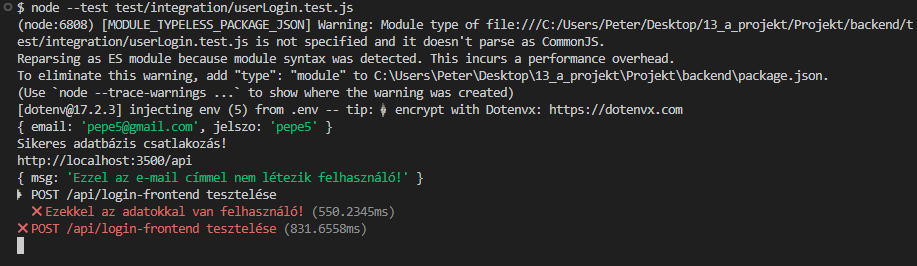 $ node --test test/integration/userLogin.test.js
(node:6808) [MODULE_TYPELESS_PACKAGE_JSON] Warning: Module type of file:///C:/Users/Peter/Desktop/13_a_projekt/Projekt/backend/t
est/integration/userLogin.test.js is not specified and it doesn't parse as CommonJS.
Reparsing as ES module because module syntax was detected. This incurs a performance overhead.
To eliminate this warning, add "type": "module" to C:\Users\Peter\Desktop\13_a_projekt\Projekt\backend\package.json.
(Use `node --trace-warnings ...` to show where the warning was created)
[dotenv@17.2.3] injecting env (5) from .env -- tip: encrypt with Dotenvx: https://dotenvx.com
{ email: 'pepe5@gmail.com', jelszo: 'pepe5' }
Sikeres adatbázis csatlakozás!
http://localhost:3500/api
{ msg: 'Ezzel az e-mail címmel nem létezik felhasználó!' }
▶ POST /api/login-frontend tesztelése
❌ Ezekkel az adatokkal van felhasználó! (550.2345ms)
❌ POST /api/login-frontend tesztelése (831.6558ms)